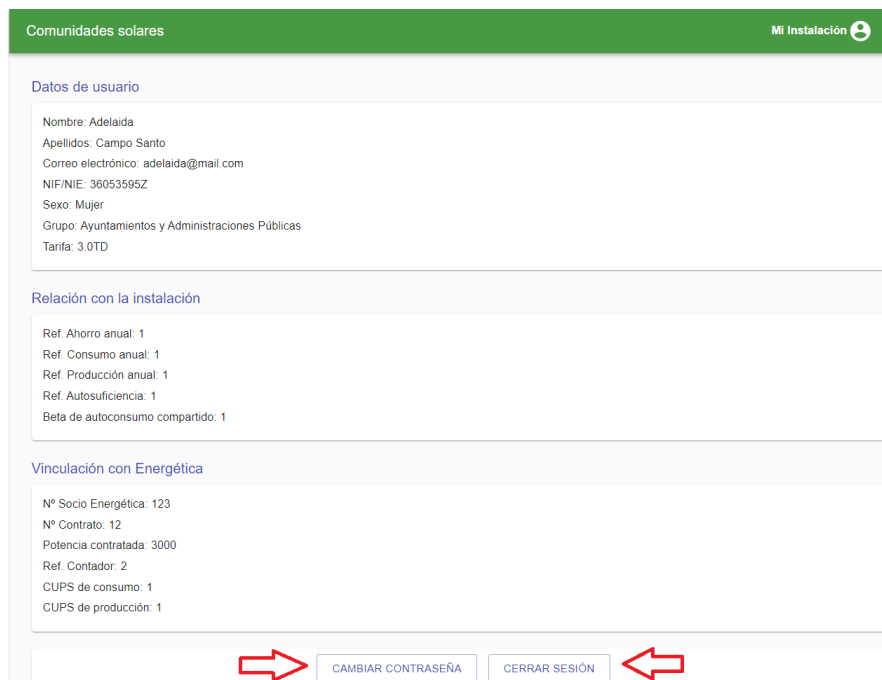 Comunidades solares
Mi Instalación
Datos de usuario
Nombre: Adelaida
Apellidos: Campo Santo
Correo electrónico: adelaida@mail.com
NIF/NIE: 36053595Z
Sexo: Mujer
Grupo: Ayuntamientos y Administraciones Públicas
Tarifa: 3.0TD
Relación con la instalación
Ref. Ahorro anual: 1
Ref. Consumo anual: 1
Ref. Producción anual: 1
Ref. Autosuficiencia: 1
Beta de autoconsumo compartido: 1
Vinculación con Energética
Nº Socio Energética: 123
Nº Contrato: 12
Potencia contratada: 3000
Ref. Contador: 2
CUPS de consumo: 1
CUPS de producción: 1
CAMBIAR CONTRASEÑA
CERRAR SESIÓN